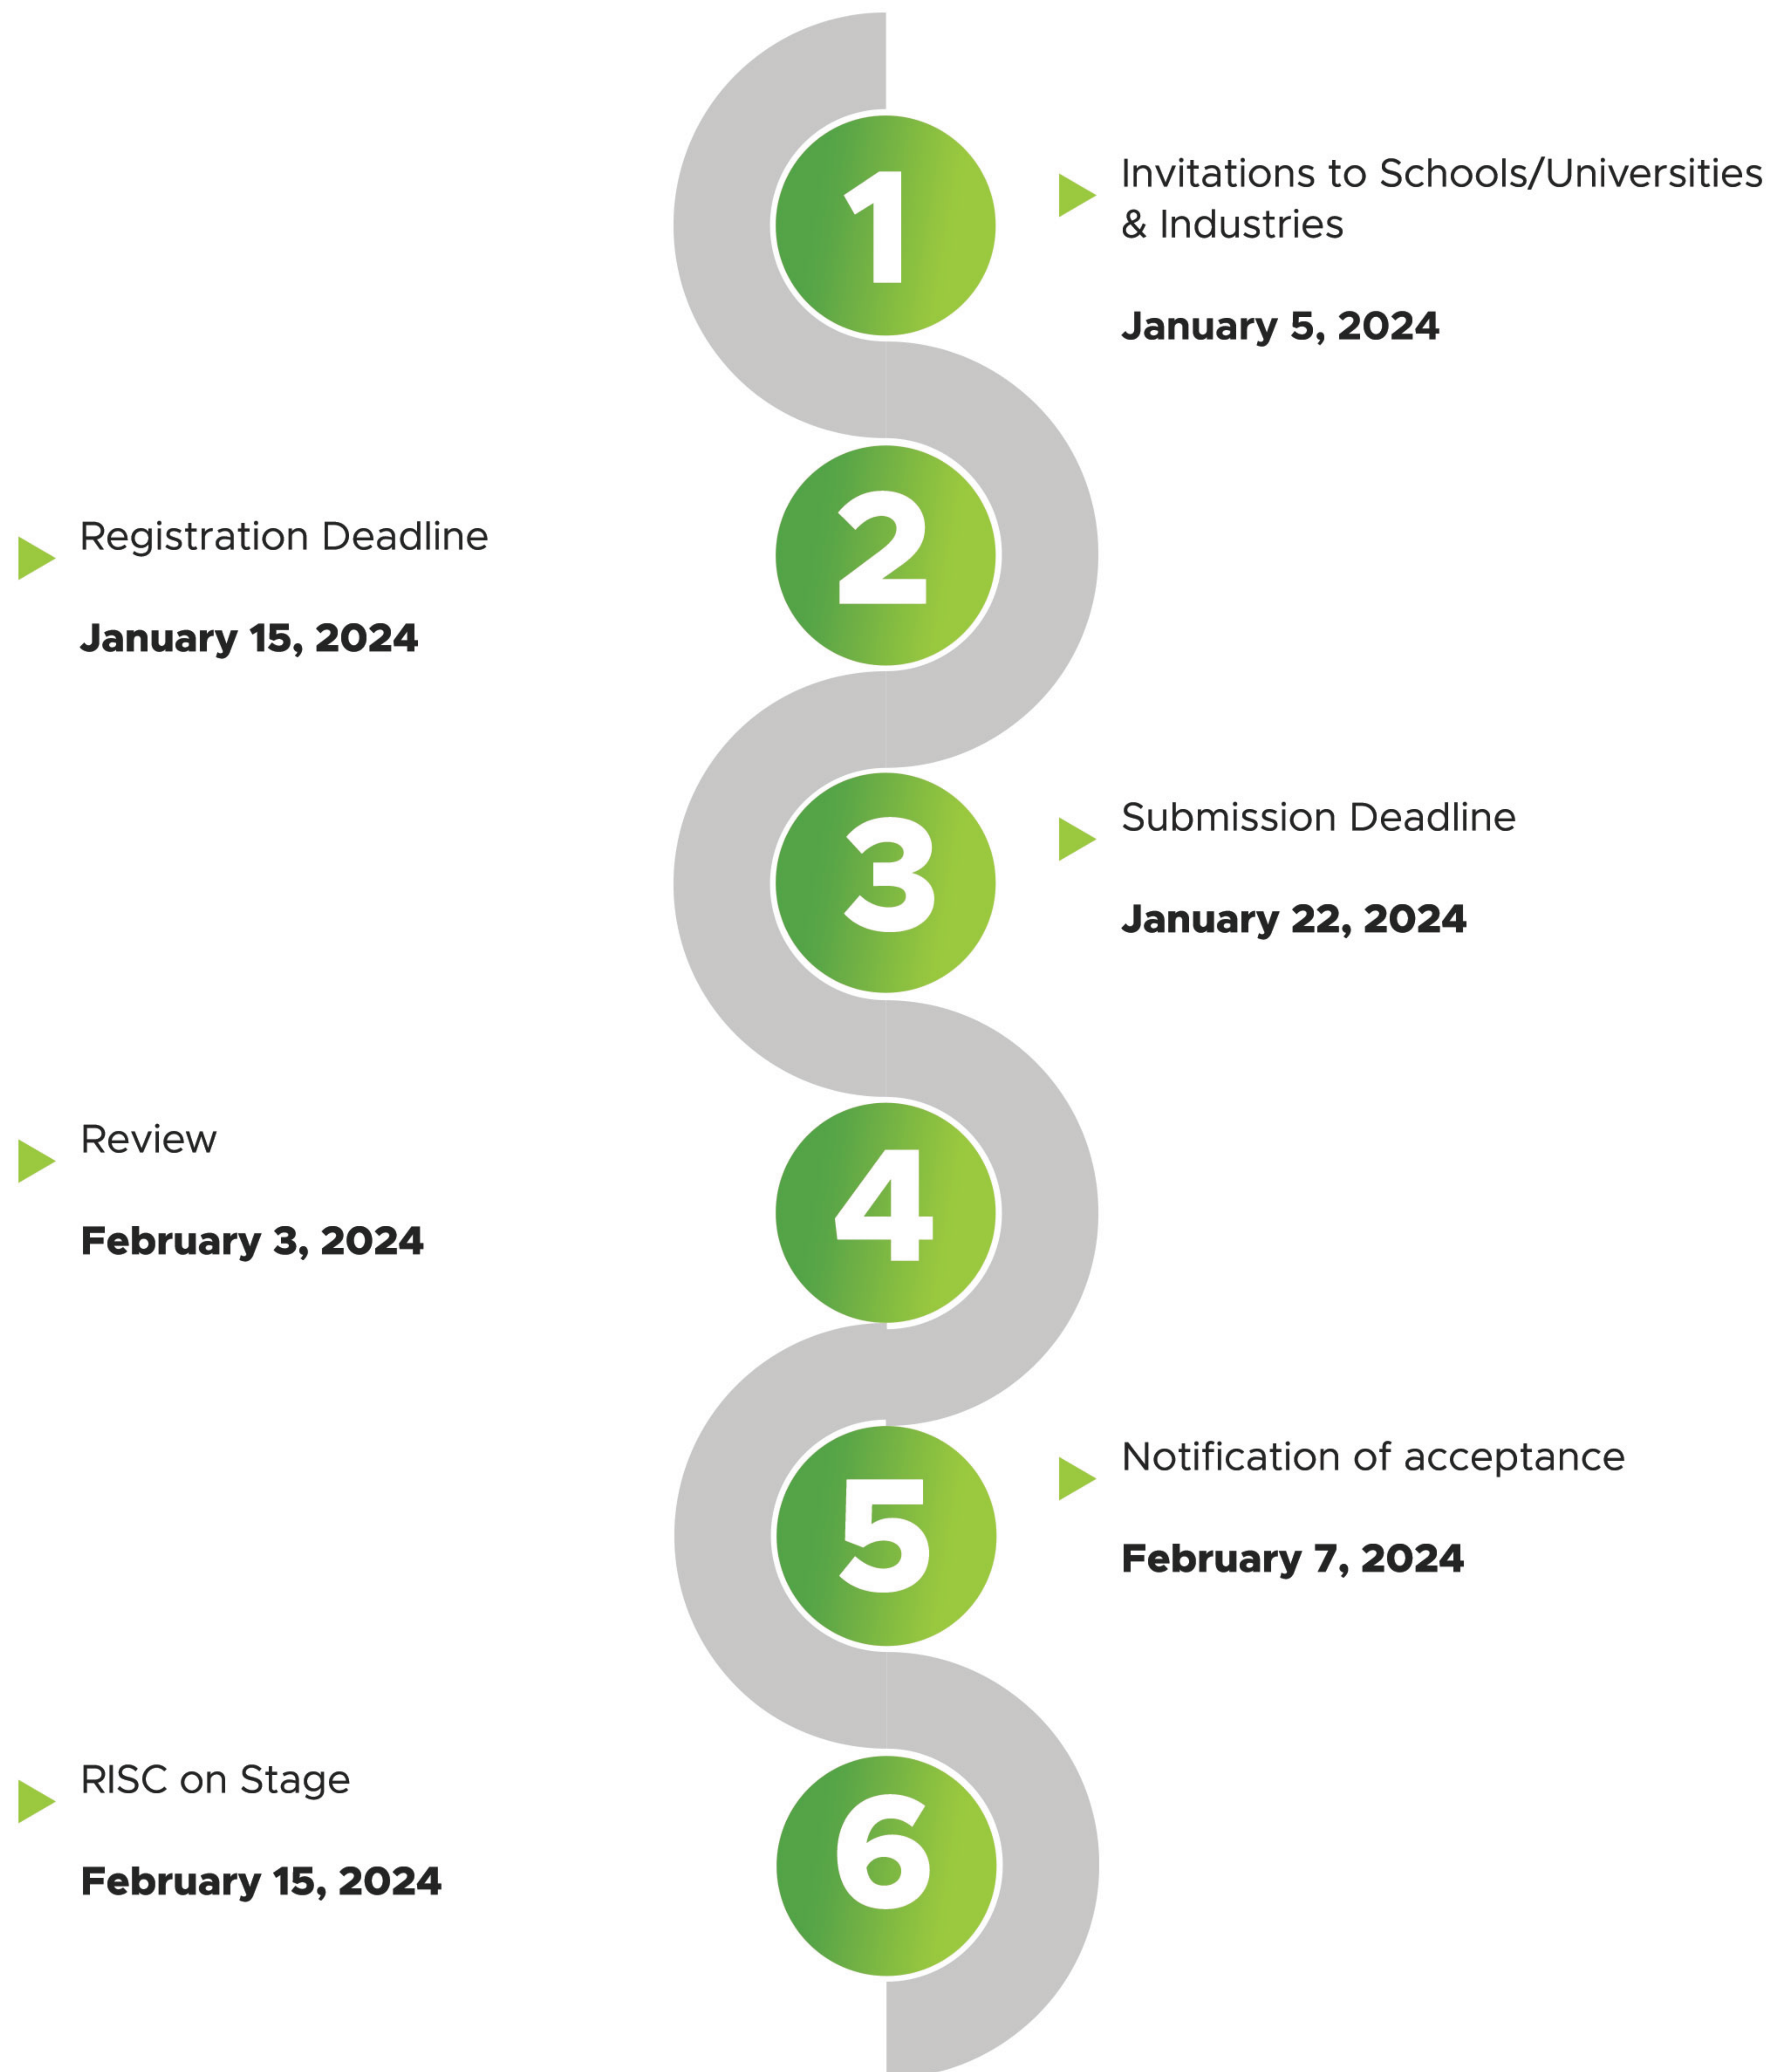 1
Invitations to Schools/Universities
& Industries
January 5, 2024
2
Registration Deadline
January 15, 2024
3
Submission Deadline
January 22, 2024
4
Review
February 3, 2024
5
Notification of acceptance
February 7, 2024
6
RISC on Stage
February 15, 2024